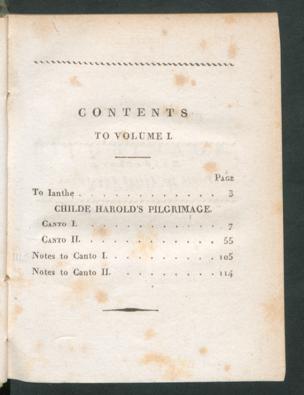 CONTENTS
TO VOLUME I.
PAGE
To Ianthe . . . . . . . . . . . . 3
CHILDE HAROLD'S PILGRIMAGE.
CANTO I. . . . . . . . . . . . 7
CANTO II. . . . . . . . . . . 55
Notes to Canto I. . . . . . . . . 105
Notes to Canto II. . . . . . . . . 114